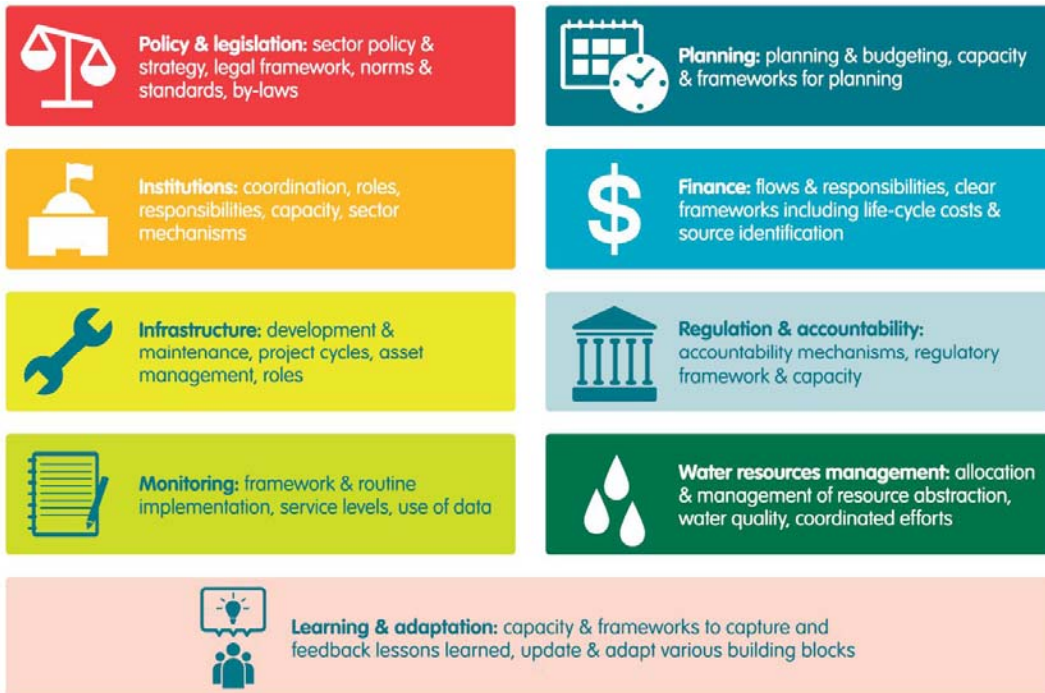 Policy & legislation: sector policy &
strategy, legal framework, norms &
standards, by-laws
Planning: planning & budgeting, capacity
& frameworks for planning
Institutions: coordination, roles,
responsibilities, capacity, sector
mechanisms
$
Finance: flows & responsibilities, clear
frameworks including life-cycle costs &
source identification
Infrastructure: development &
maintenance, project cycles, asset
management, roles
Regulation & accountability:
accountability mechanisms, regulatory
framework & capacity
Monitoring: framework & routine
implementation, service levels, use of data
Water resources management: allocation
& management of resource abstraction,
water quality, coordinated efforts
Learning & adaptation: capacity & frameworks to capture and
feedback lessons learned, update & adapt various building blocks